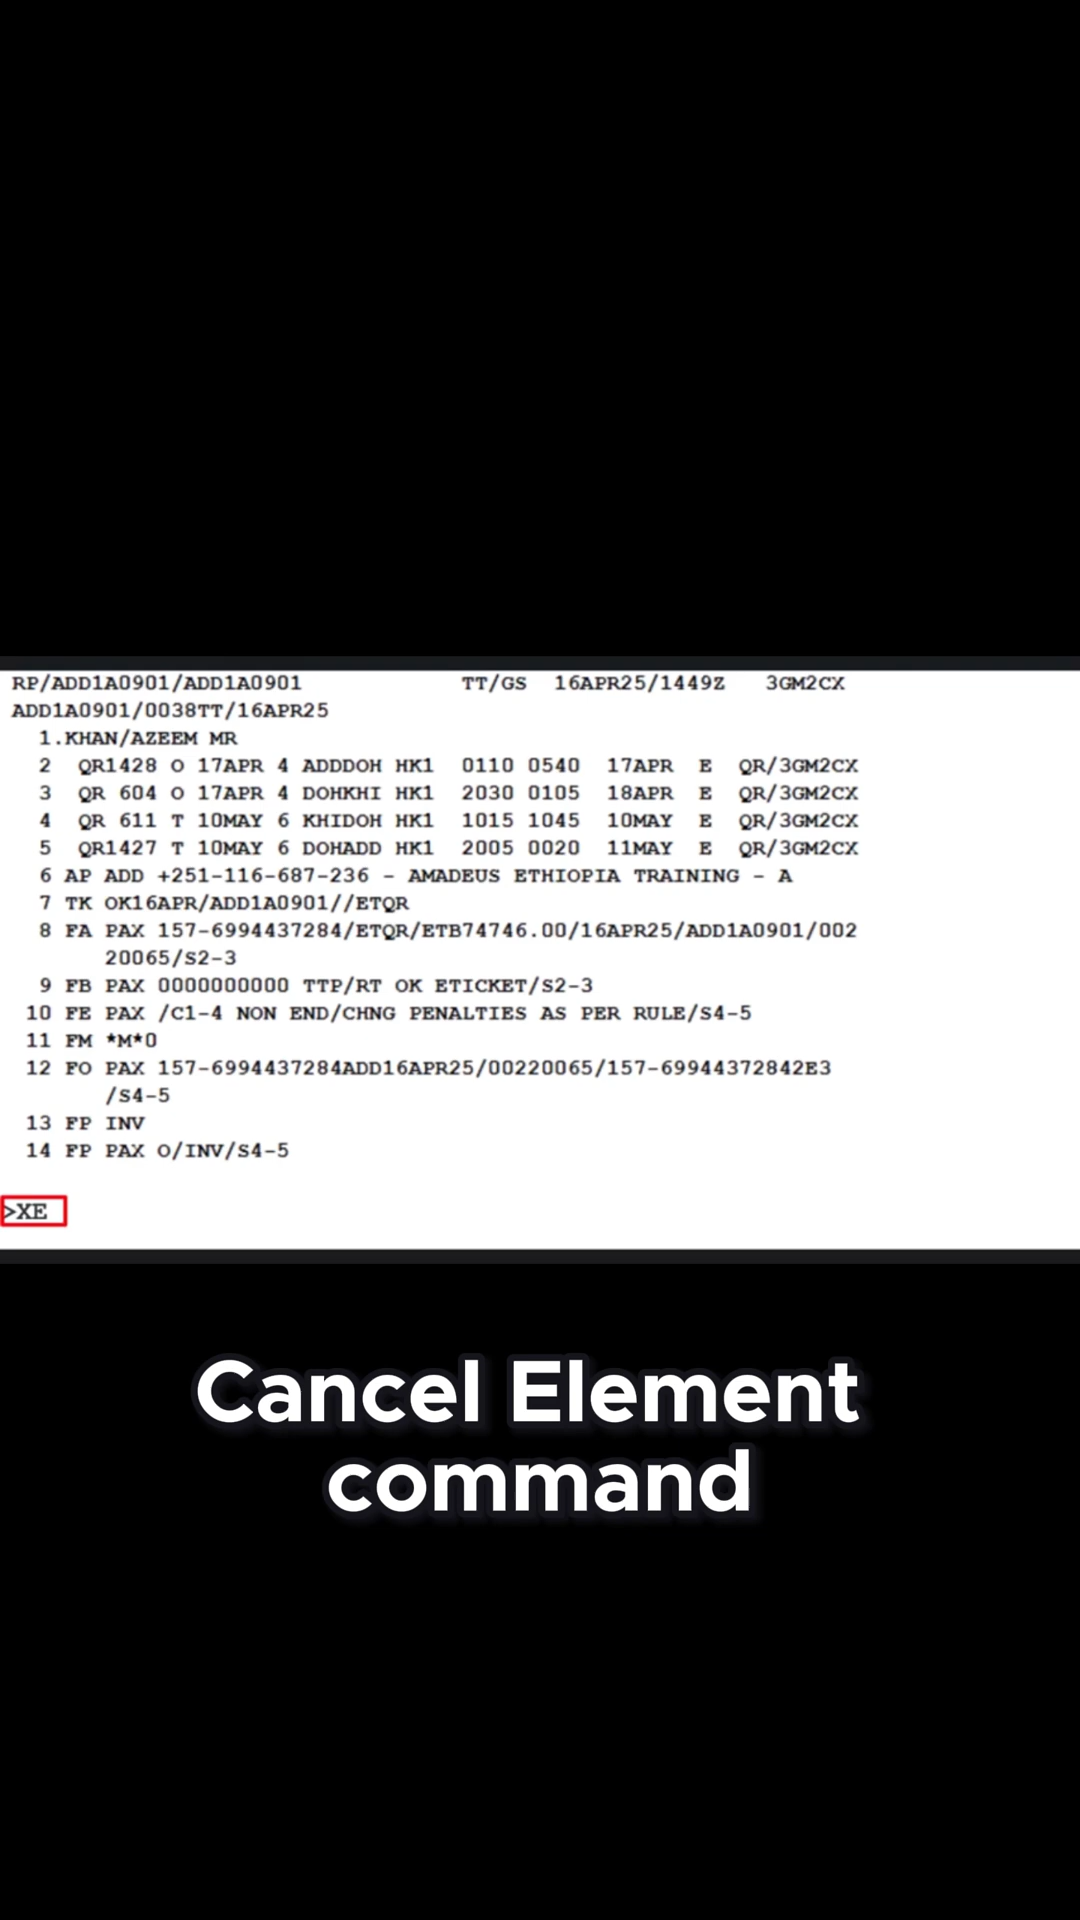 RP/ADD1A0901/ADD1A0901 TT/GS 16APR25/1449Z 3GM2CX
ADD1A0901/0038TT/16APR25
1.KHAN/AZEEM MR
2 QR1428 O 17APR 4 ADDDOH HK1 0110 0540 17APR E QR/3GM2CX
3 QR 604 O 17APR 4 DOHKHI HK1 2030 0105 18APR E QR/3GM2CX
4 QR 611 T 10MAY 6 KHIDOH HK1 1015 1045 10MAY E QR/3GM2CX
5 QR1427 T 10MAY 6 DOHADD HK1 2005 0020 11MAY E QR/3GM2CX
6 AP ADD +251-116-687-236 - AMADEUS ETHIOPIA TRAINING - A
7 TK OK16APR/ADD1A0901//ETQR
8 FA PAX 157-6994437284/ETQR/ETB74746.00/16APR25/ADD1A0901/002
20065/S2-3
9 FB PAX 0000000000 TTP/RT OK ETICKET/S2-3
10 FE PAX /C1-4 NON END/CHNG PENALTIES AS PER RULE/S4-5
11 FM *M*0
12 FO PAX 157-6994437284ADD16APR25/00220065/157-69944372842E3
/S4-5
13 FP INV
14 FP PAX O/INV/S4-5
>XE
Cancel Element
command